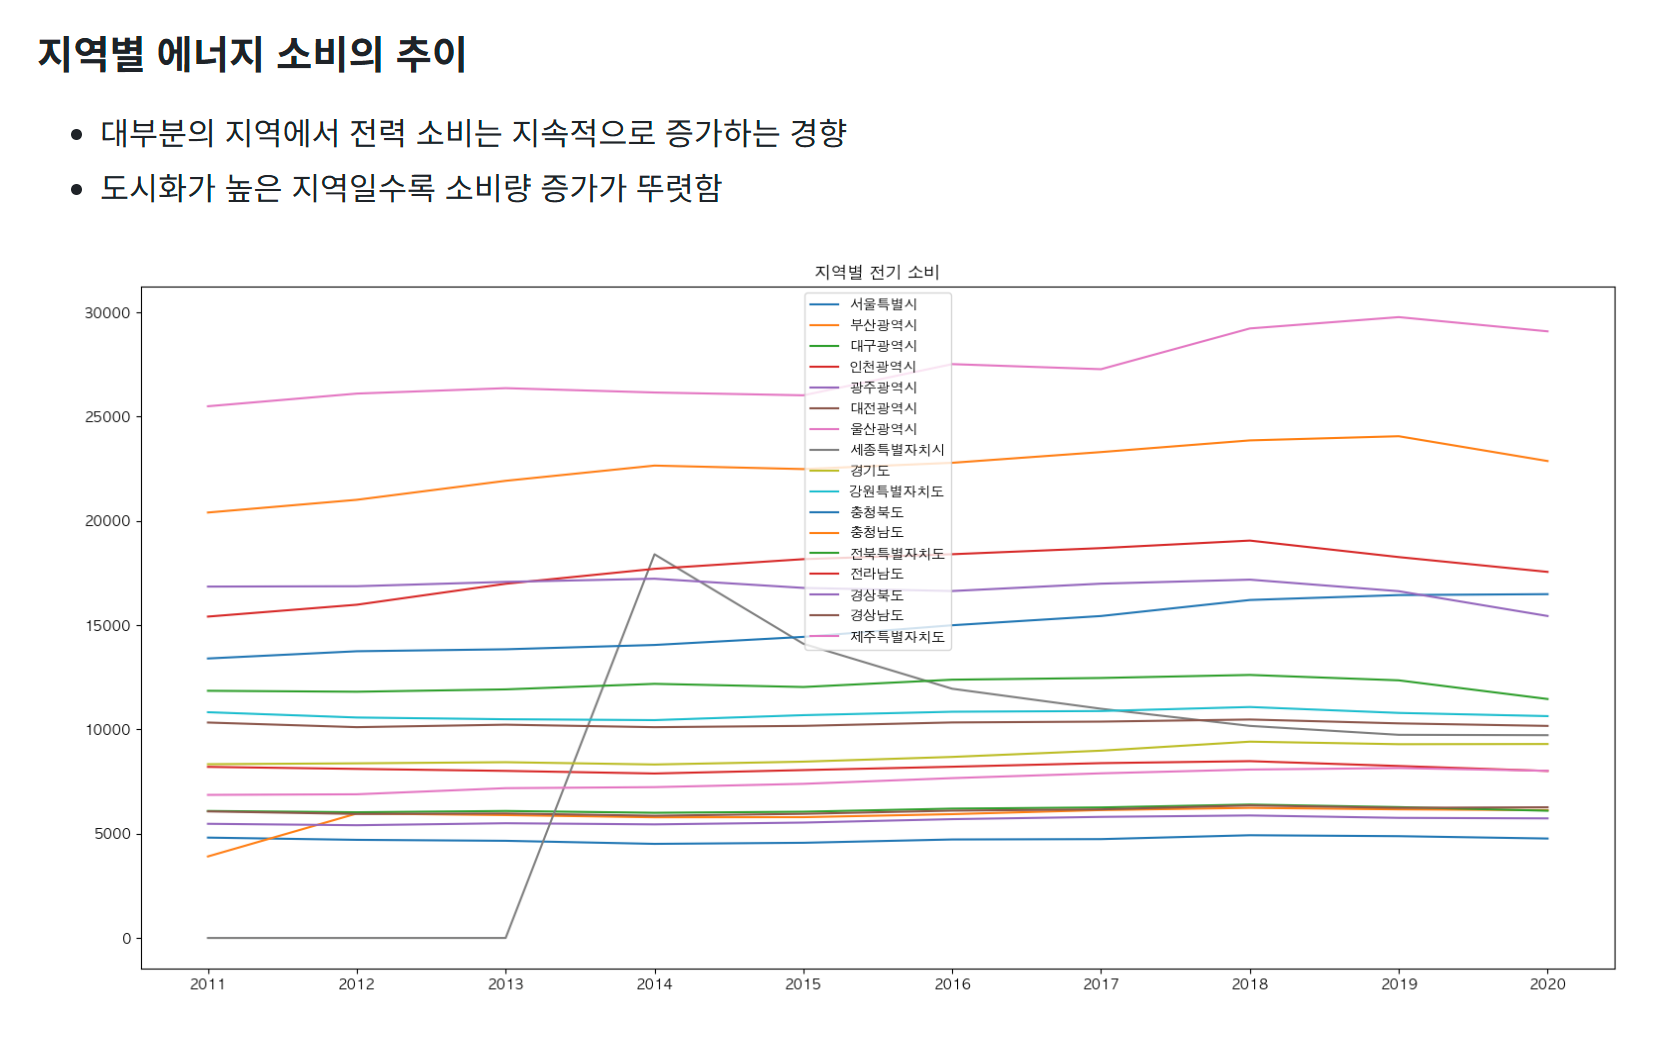 지역별 에너지 소비의 추이
대부분의 지역에서 전력 소비는 지속적으로 증가하는 경향
도시화가 높은 지역일수록 소비량 증가가 뚜렷함
지역별 전기 소비
서울특별시
부산광역시
대구광역시
인천광역시
광주광역시
대전광역시
울산광역시
세종특별자치시
경기도
강원특별자치도
충청북도
충청남도
전북특별자치도
전라남도
경상북도
경상남도
제주특별자치도
30000
25000
20000
15000
10000
5000
0
2011 2012 2013 2014 2015 2016 2017 2018 2019 2020